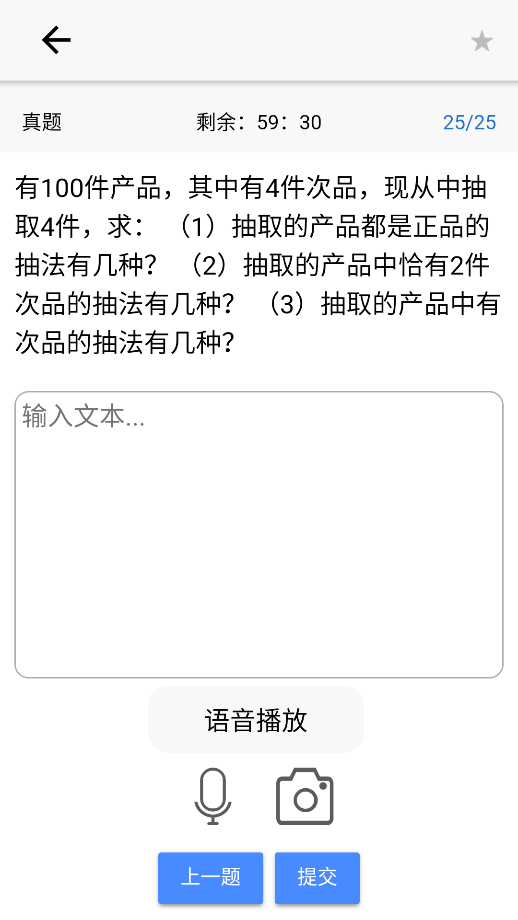 真题
剩余：59：30
25/25
有100件产品，其中有4件次品，现从中抽
取4件，求： （1）抽取的产品都是正品的
抽法有几种？ （2）抽取的产品中恰有2件
次品的抽法有几种？ （3）抽取的产品中有
次品的抽法有几种？
输入文本...
语音播放
上一题
提交